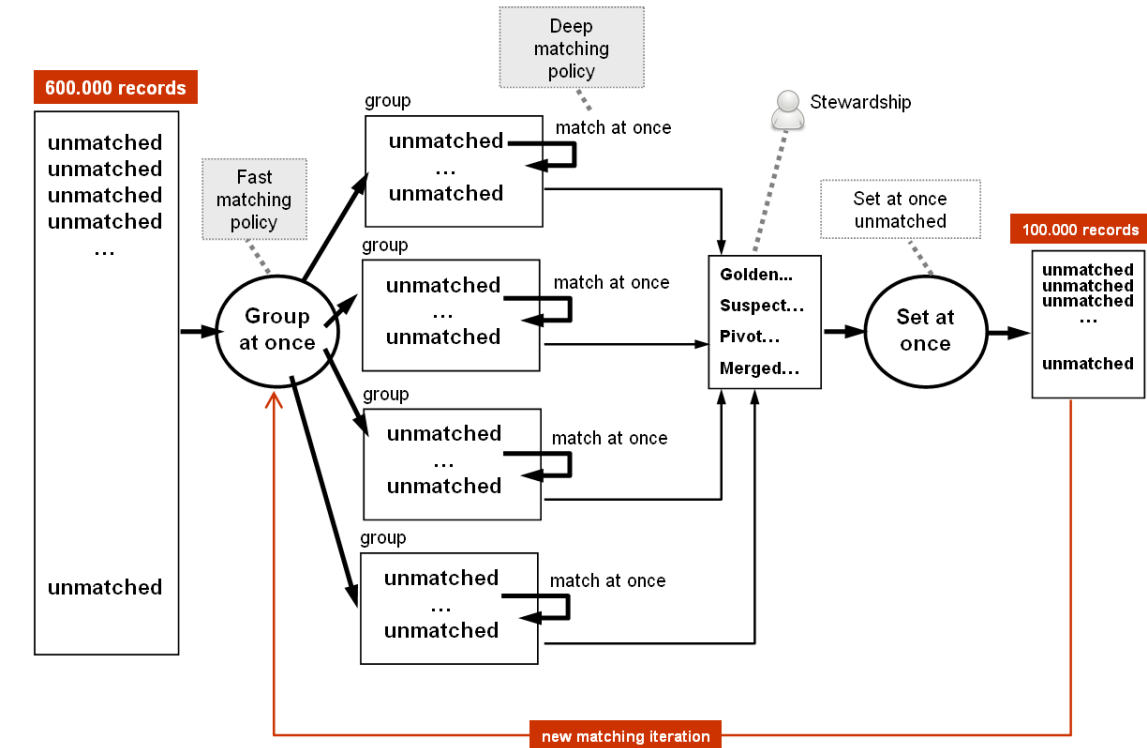 Deep
matching
policy
600.000 records
unmatched
unmatched
unmatched
unmatched
...
unmatched
Fast
matching
policy
Group
at once
group
unmatched
...
unmatched
match at once
group
unmatched
...
unmatched
match at once
group
unmatched
...
unmatched
match at once
group
unmatched
...
unmatched
match at once
Stewardship
Golden...
Suspect...
Pivot...
Merged...
Set at once
unmatched
Set at
once
100.000 records
unmatched
unmatched
unmatched
...
unmatched
new matching iteration